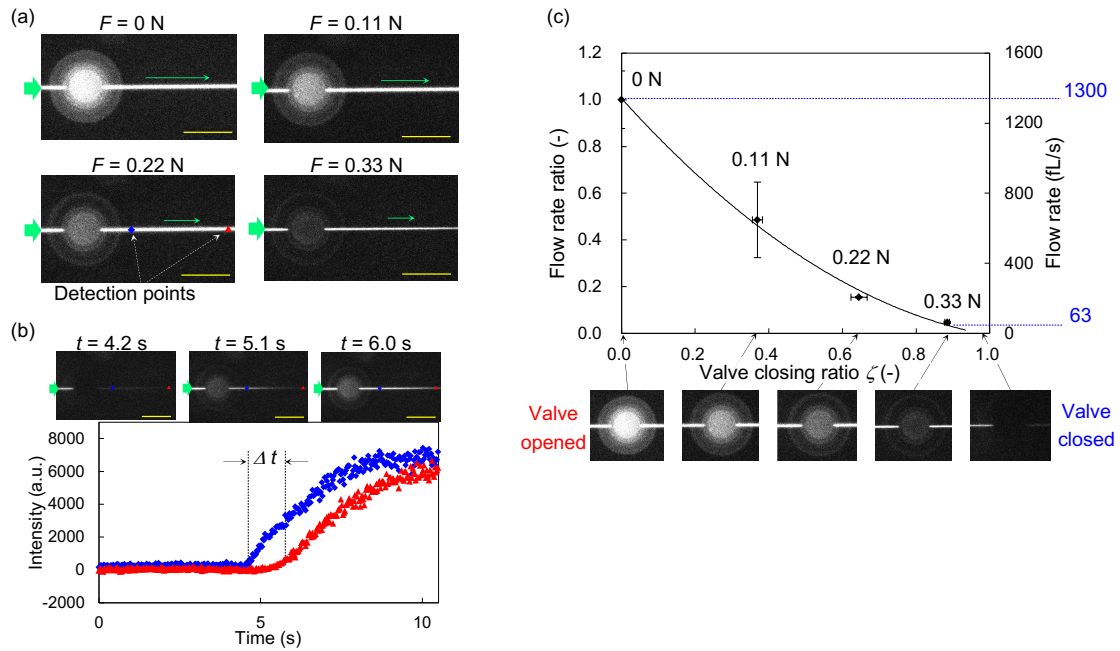 (a)
F = 0 N
F = 0.11 N
F = 0.22 N
F = 0.33 N
Detection points
(b)
t = 4.2 s
t = 5.1 s
t = 6.0 s
8000
6000
4000
2000
0
-2000
Intensity (a.u.)
Δ t
0
5
10
Time (s)
(c)
1.2
1.0
0.8
0.6
0.4
0.2
0.0
Flow rate ratio (-)
0 N
0.11 N
0.22 N
0.33 N
1600
1200
800
400
0
Flow rate (fL/s)
1300
63
0.0
0.2
0.4
0.6
0.8
1.0
Valve closing ratio ζ (-)
Valve
opened
Valve
closed